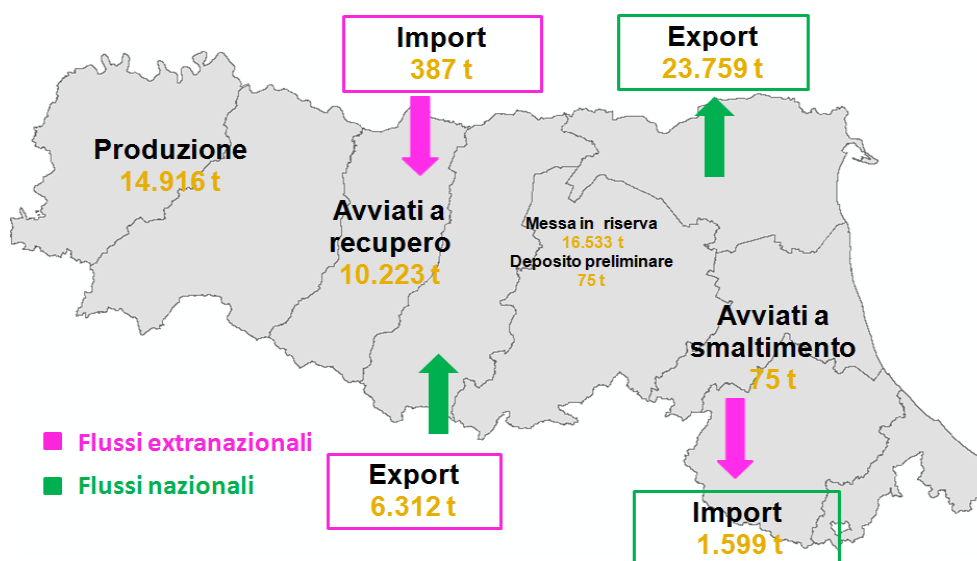 Import
387 t
Export
23.759 t
Produzione
14.916 t
Avviati a
recupero
10.223 t
Messa in riserva
16.533 t
Deposito preliminare
75 t
Avviati a
smaltimento
75 t
Flussi extranazionali
Flussi nazionali
Export
6.312 t
Import
1.599 t